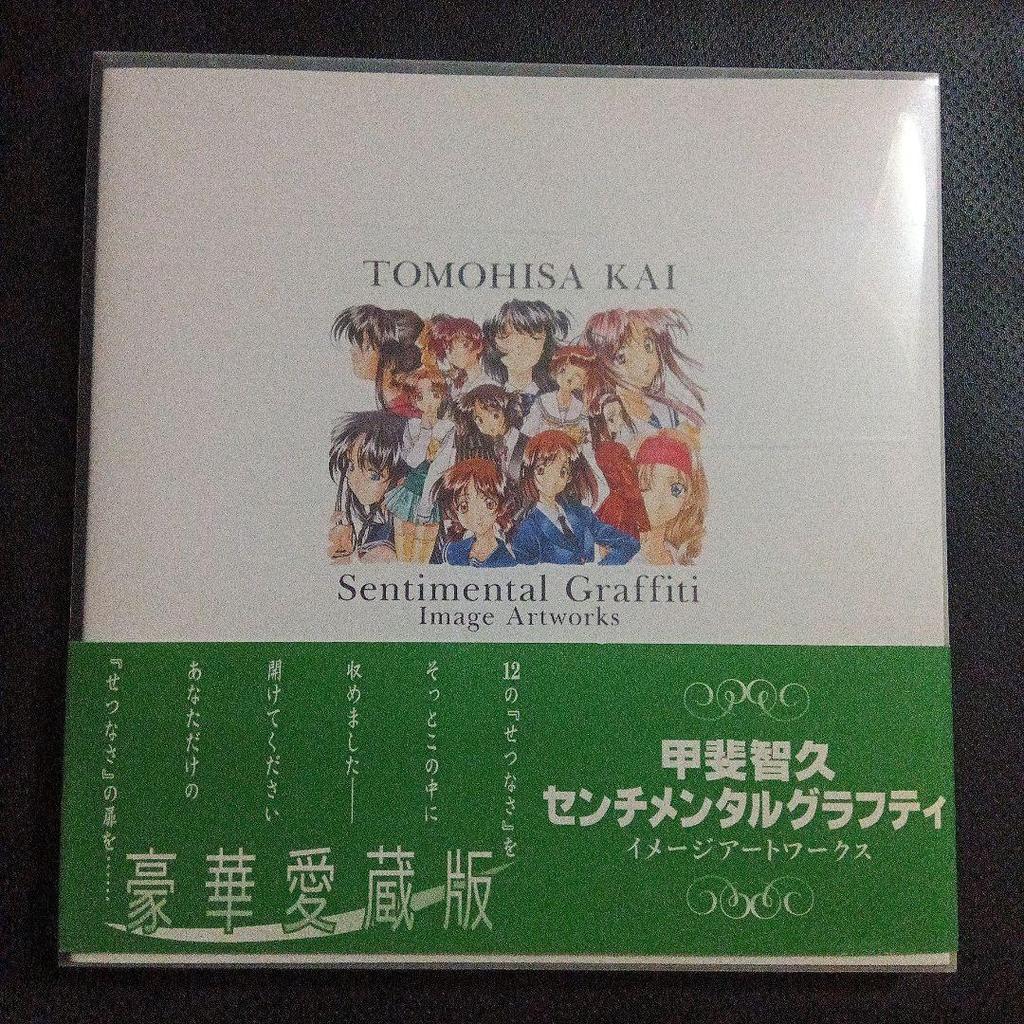 TOMOHISA KAI
Sentimental Graffiti
Image Artworks
12の『せつなさ』を
そっとこの中に
収めました――
開けてください
あなただけの
『せつなさ』の扉を……
豪華愛蔵版
甲斐智久
センチメンタルグラフティ
イメージアートワークス